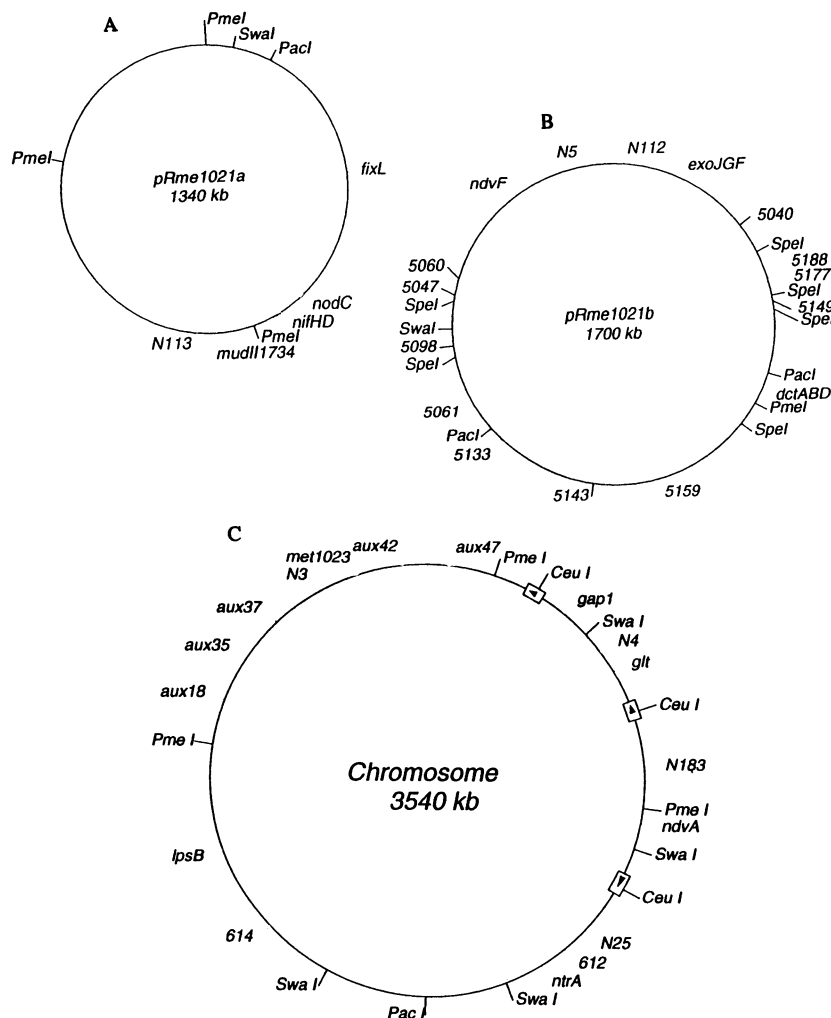 A
PmeI
SwaI
PacI
PmeI
pRme1021a
1340 kb
fixL
nodC
nifHD
PmeI
mudII1734
N113
B
N5
N112
exoJGF
ndvF
5040
SpeI
5188
5177
SpeI
5149
Spe
5060
5047
SpeI
SwaI
5098
SpeI
pRme1021b
1700 kb
PacI
dctABD
PmeI
SpeI
5061
PacI
5133
5143
5159
C
aux42
met1023
N3
aux47
Pme I
Ceu I
gap1
Swa I
N4
glt
aux37
aux35
aux18
Pme I
Ceu I
Chromosome
3540 kb
N183
Pme I
ndvA
Swa I
Ceu I
lpsB
614
N25
612
ntrA
Swa I
Swa I
Pac I